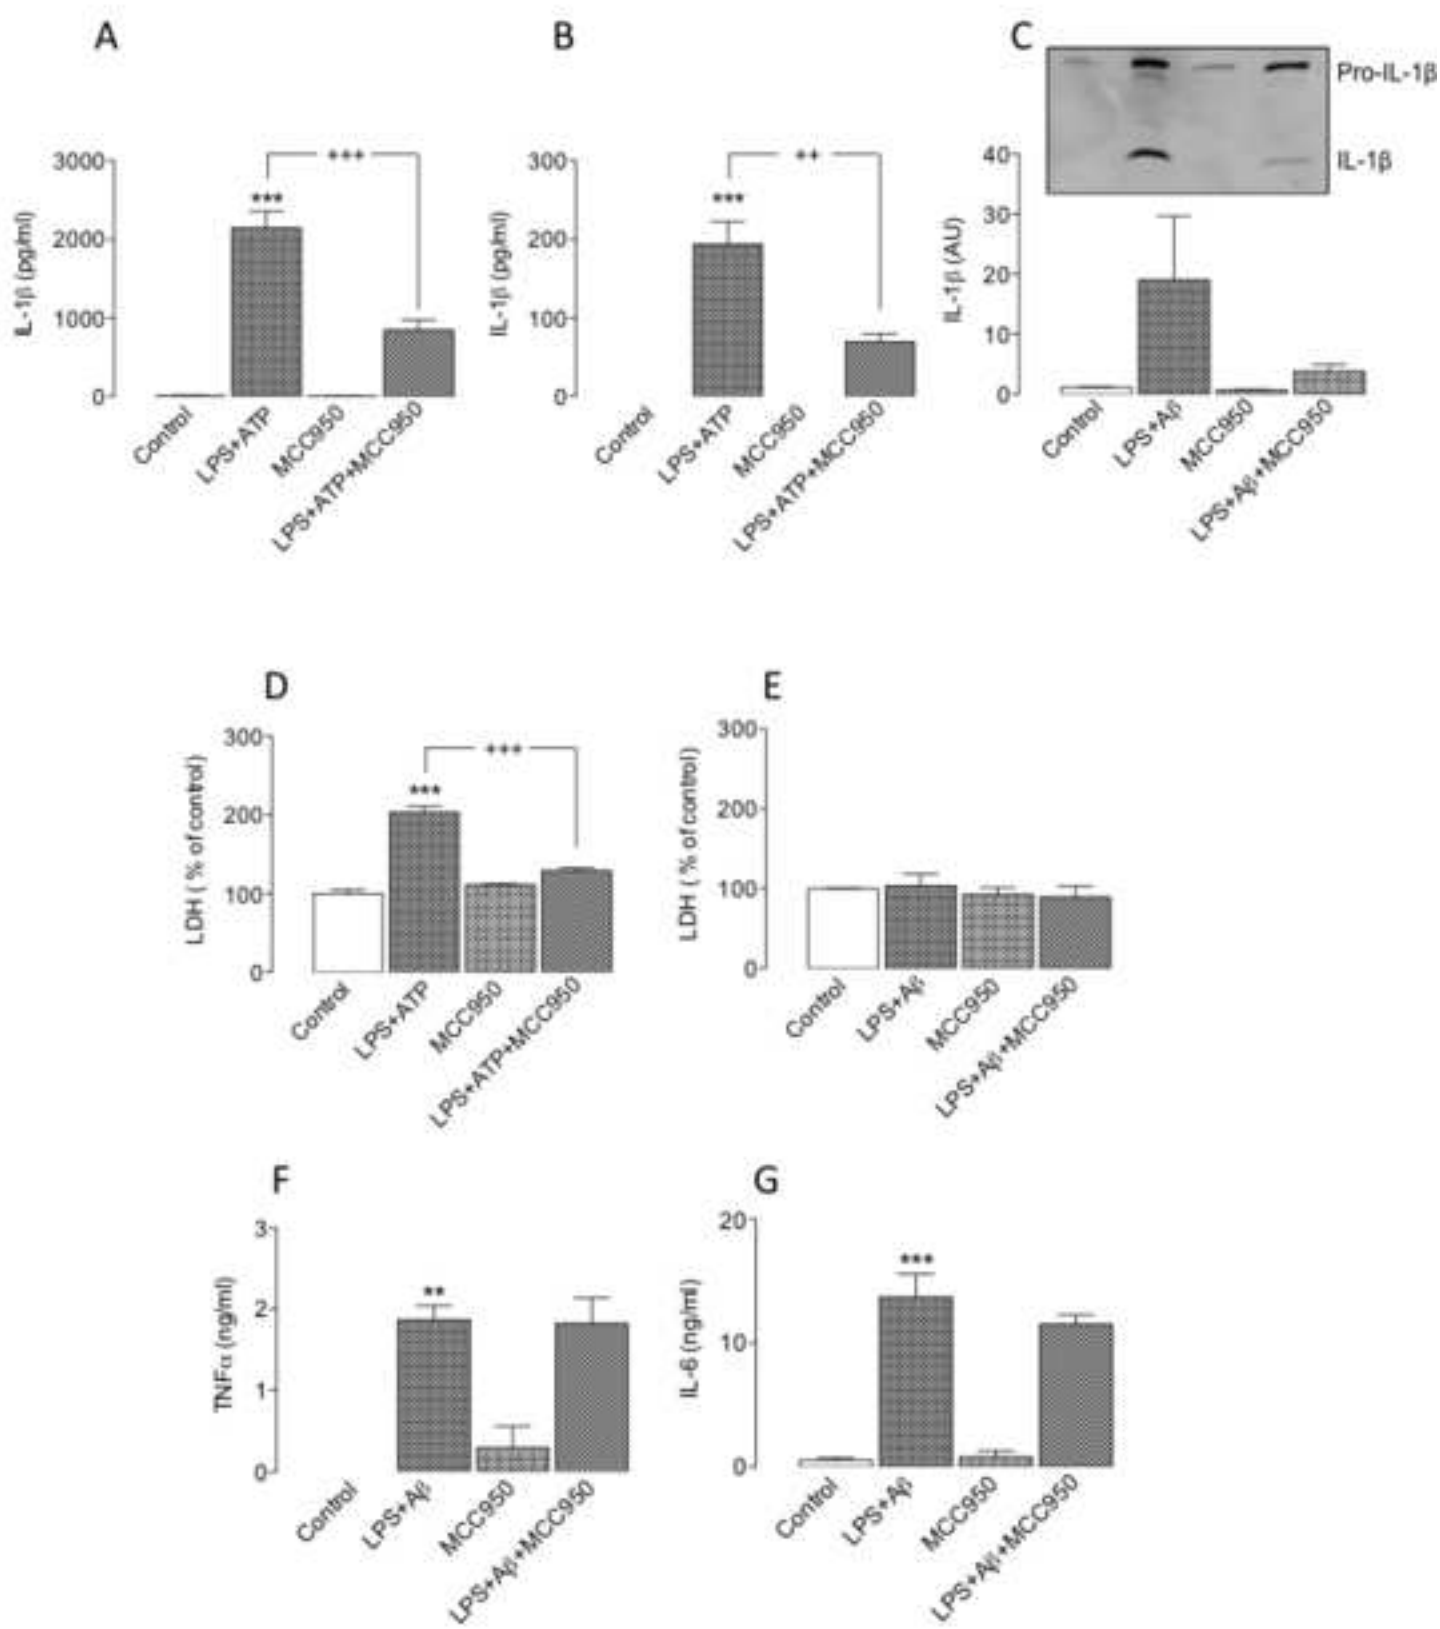 A
IL-1β (pg/ml)
3000
2000
1000
0
+++
***
Control
LPS+ATP
MCC950
LPS+ATP+MCC950
B
IL-1β (pg/ml)
300
200
100
0
++
***
Control
LPS+ATP
MCC950
LPS+ATP+MCC950
C
Pro-IL-1β
IL-1β
IL-1β (AU)
40
30
20
10
0
Control
LPS+Aβ
MCC950
LPS+Aβ+MCC950
D
LDH ( % of control)
300
200
100
0
+++
***
Control
LPS+ATP
MCC950
LPS+ATP+MCC950
E
LDH ( % of control)
300
200
100
0
Control
LPS+Aβ
MCC950
LPS+Aβ+MCC950
F
TNFα (ng/ml)
3
2
1
0
**
Control
LPS+Aβ
MCC950
LPS+Aβ+MCC950
G
IL-6 (ng/ml)
20
10
0
***
Control
LPS+Aβ
MCC950
LPS+Aβ+MCC950